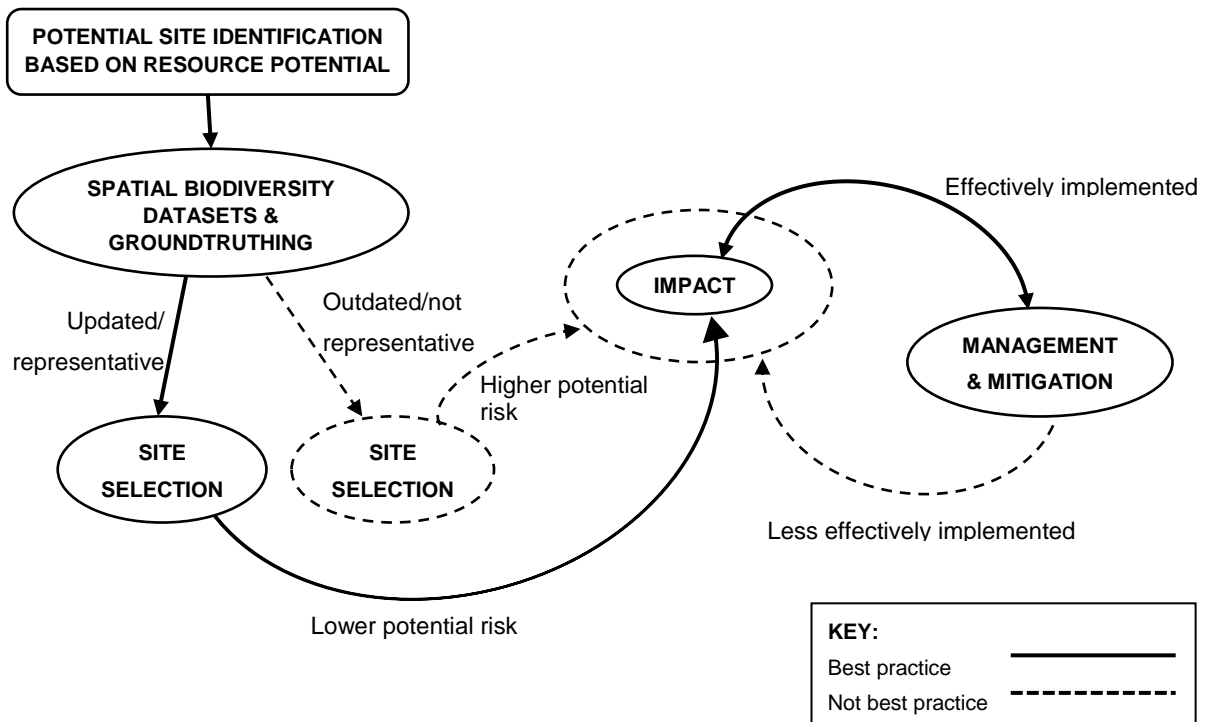 POTENTIAL SITE IDENTIFICATION
BASED ON RESOURCE POTENTIAL
SPATIAL BIODIVERSITY
DATASETS &
GROUNDTRUTHING
Updated/
representative
Outdated/not
representative
SITE
SELECTION
SITE
SELECTION
Higher potential
risk
Lower potential risk
IMPACT
Effectively implemented
MANAGEMENT
& MITIGATION
Less effectively implemented
KEY:
Best practice
Not best practice